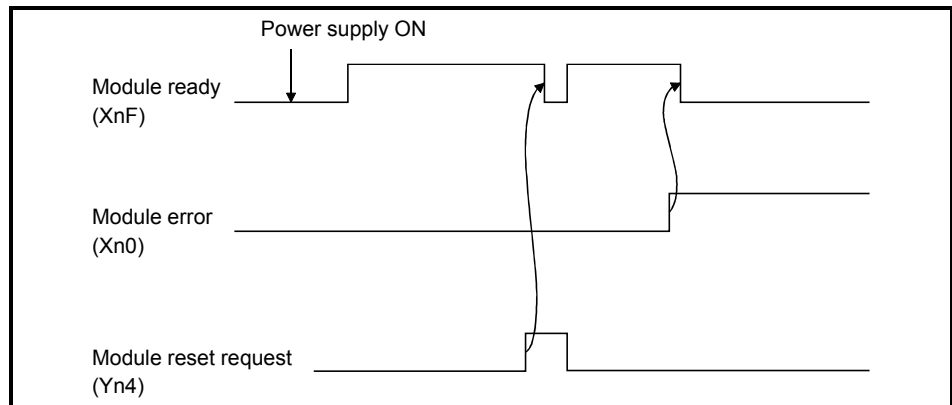 Power supply ON
Module ready
(XnF)
Module error
(Xn0)
Module reset request
(Yn4)